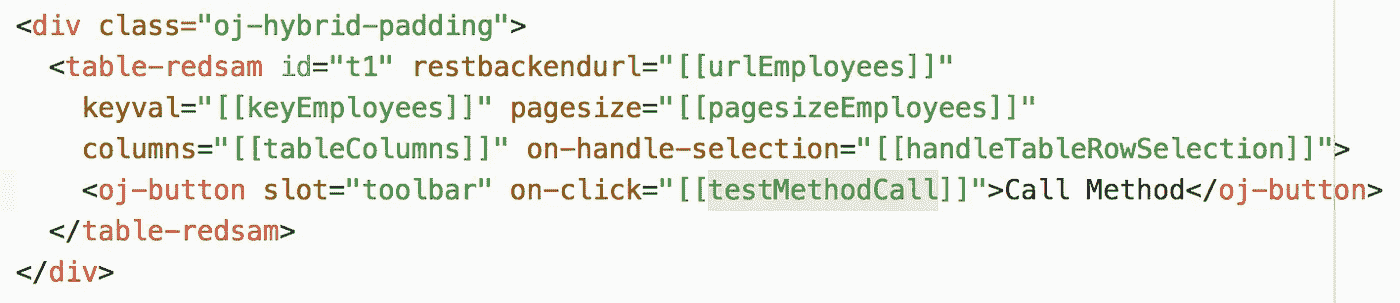 <div class="oj-hybrid-padding">
  <table-redsam id="t1" restbackendurl="[[urlEmployees]]"
    keyval="[[keyEmployees]]" pagesize="[[pagesizeEmployees]]"
    columns="[[tableColumns]]" on-handle-selection="[[handleTableRowSelection]]">
    <oj-button slot="toolbar" on-click="[[testMethodCall]]">Call Method</oj-button>
  </table-redsam>
</div>